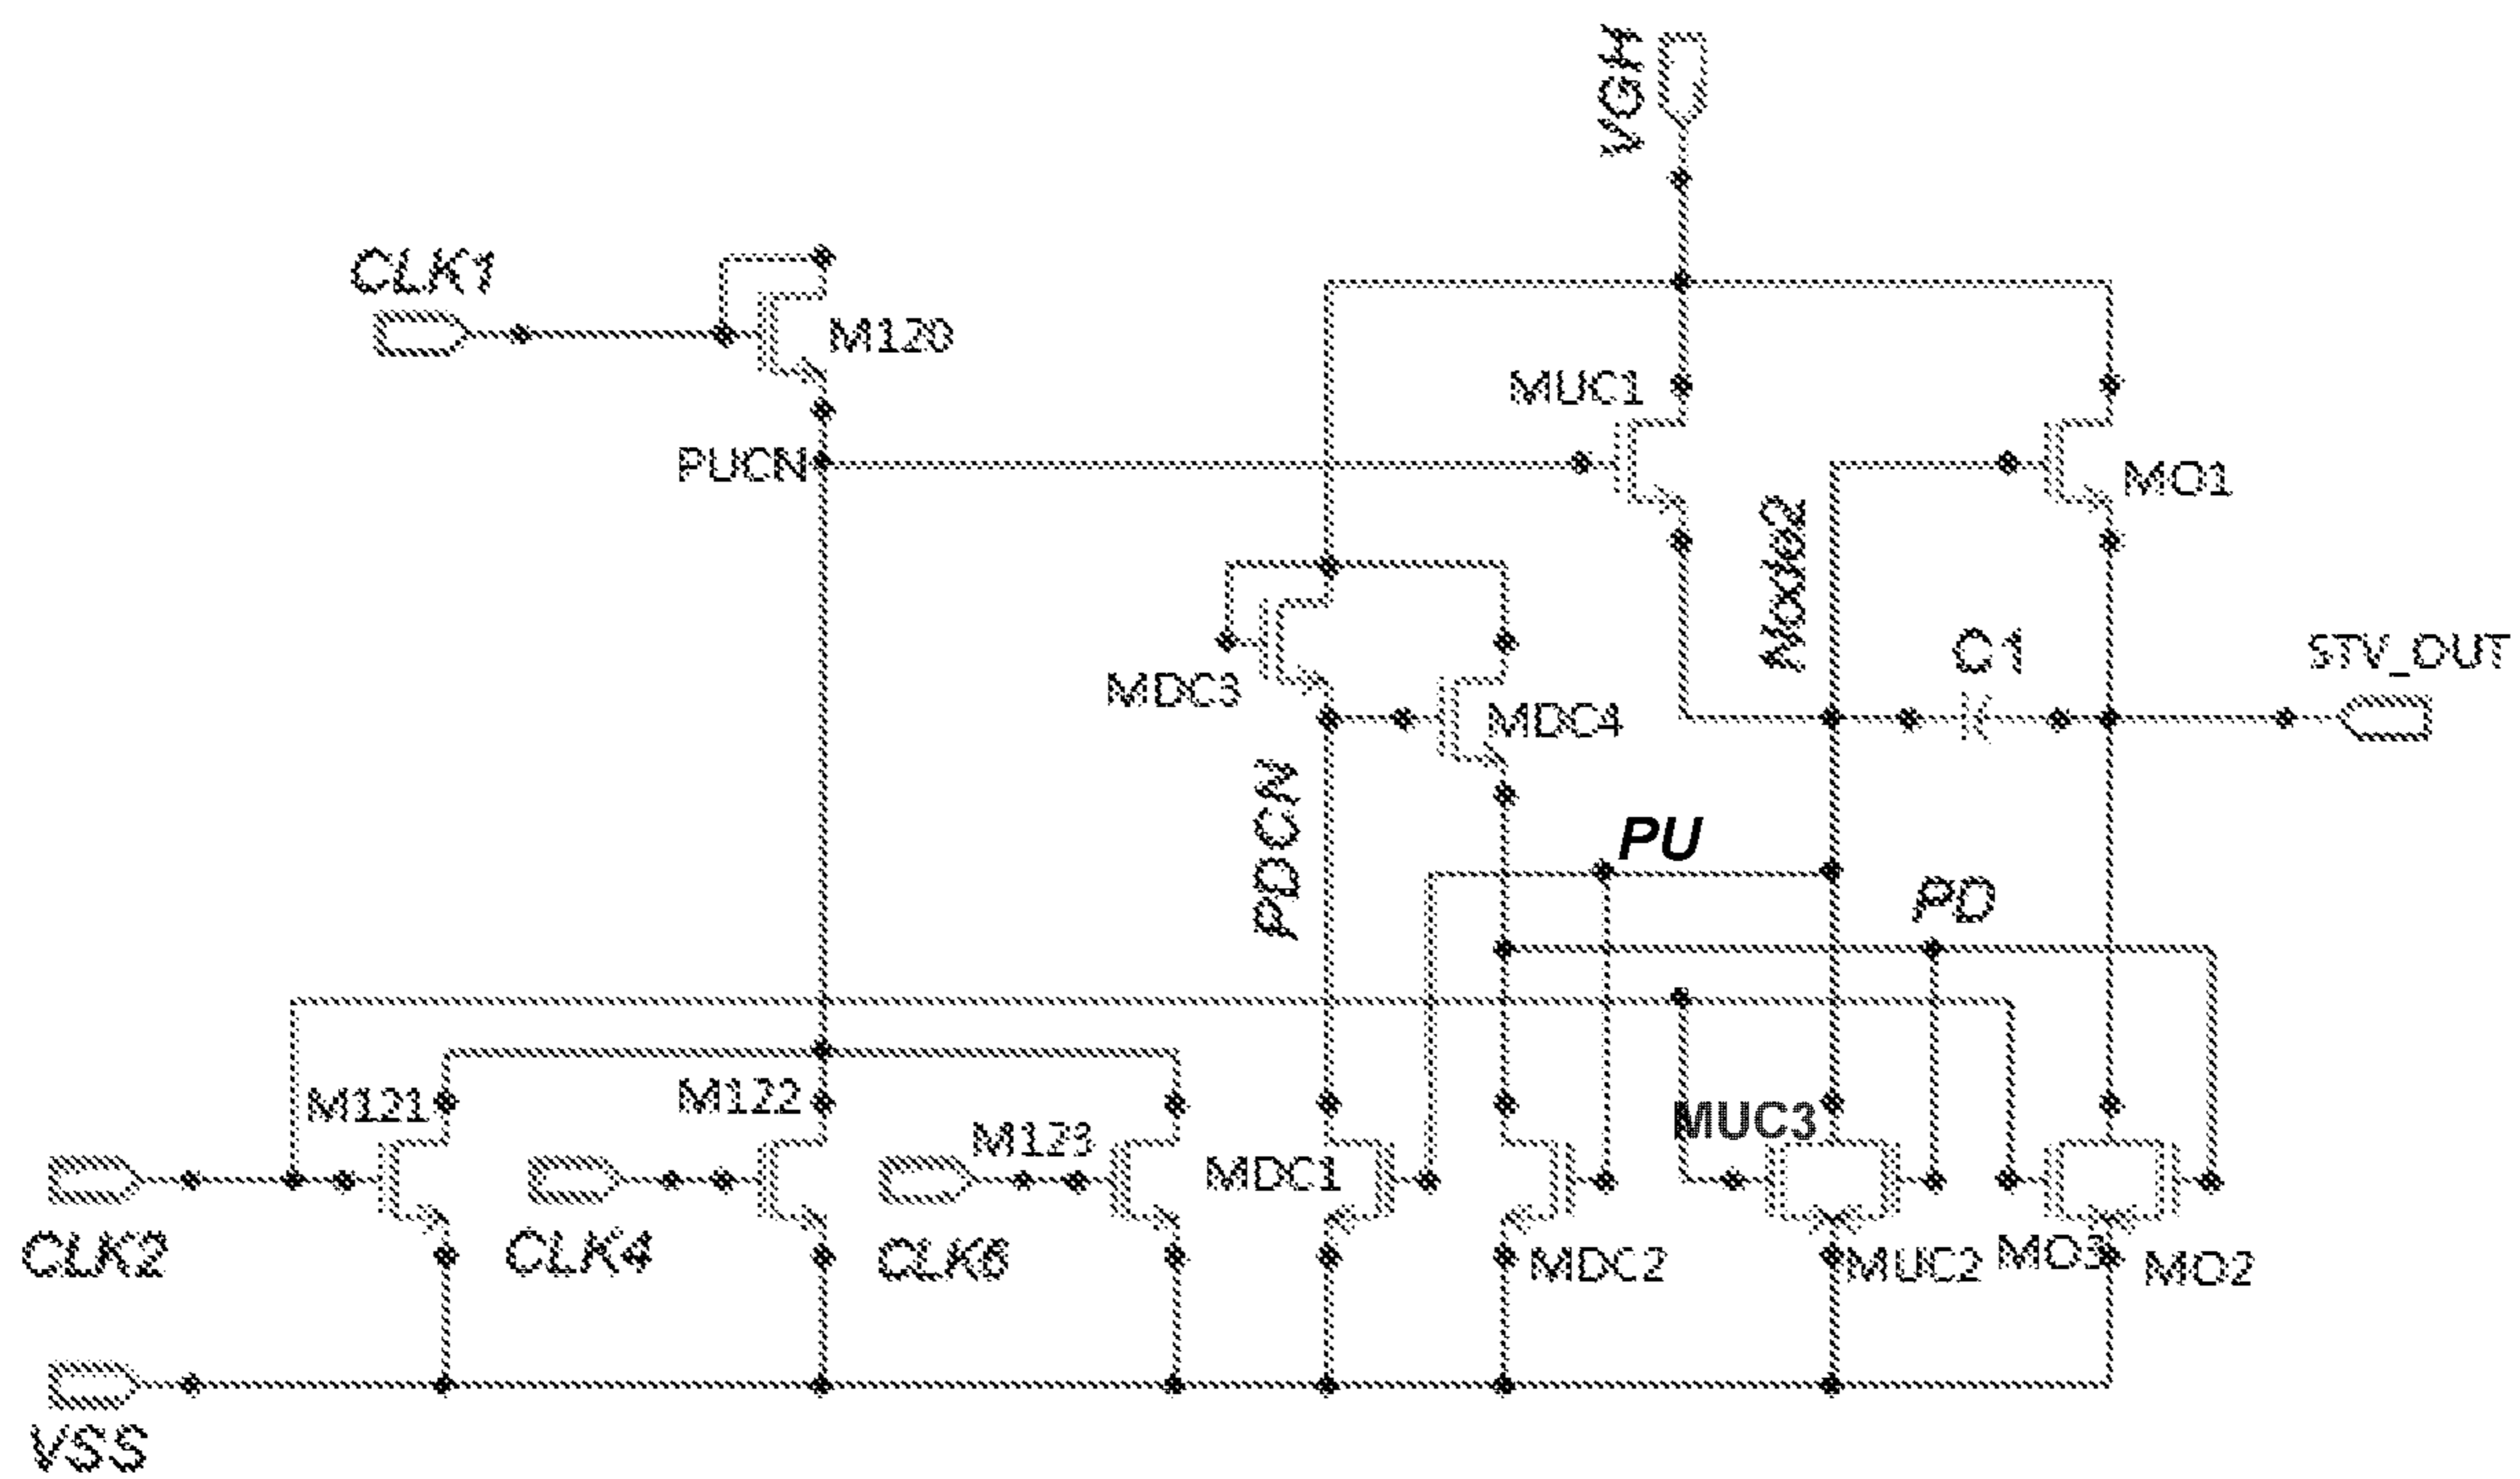 VGH
CLK1
M120
MUC1
PUCN
MO1
Node2
STV_OUT
C1
MDC3
MDC4
PDCN
PU
PD
M121
M122
MUC3
M123
MDC1
CLK2
CLK4
CLK6
MDC2
MUC2
MO3
MO2
VSS